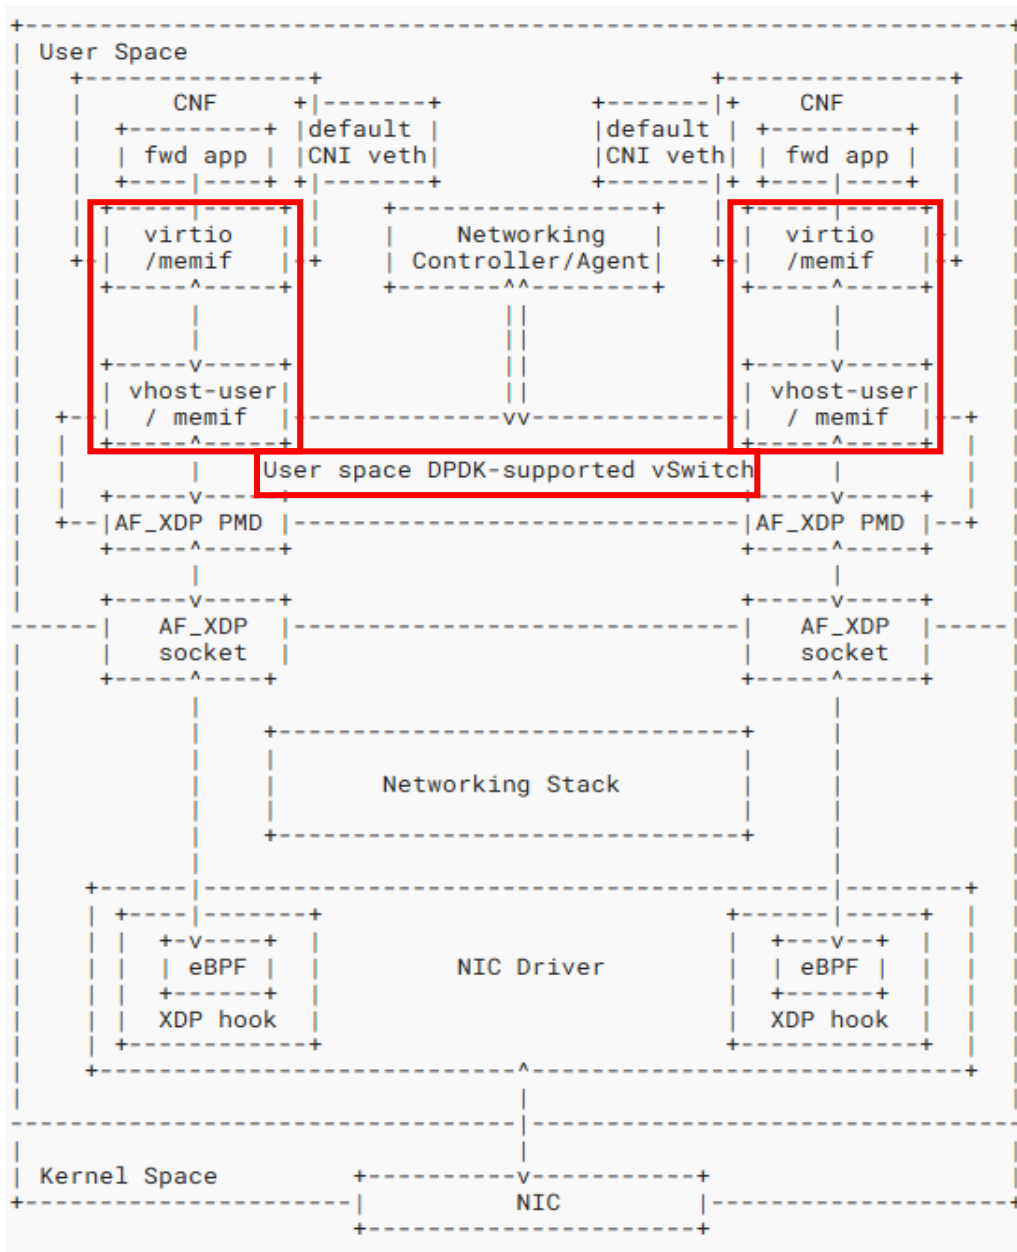 User Space
CNF CNF
default default
fwd app CNI veth CNI veth fwd app
virtio Networking virtio
/memif Controller/Agent /memif
vhost-user vhost-user
/ memif / memif
User space DPDK-supported vSwitch
AF_XDP PMD AF_XDP PMD
AF_XDP AF_XDP
socket socket
Networking Stack
eBPF NIC Driver eBPF
XDP hook XDP hook
Kernel Space
NIC